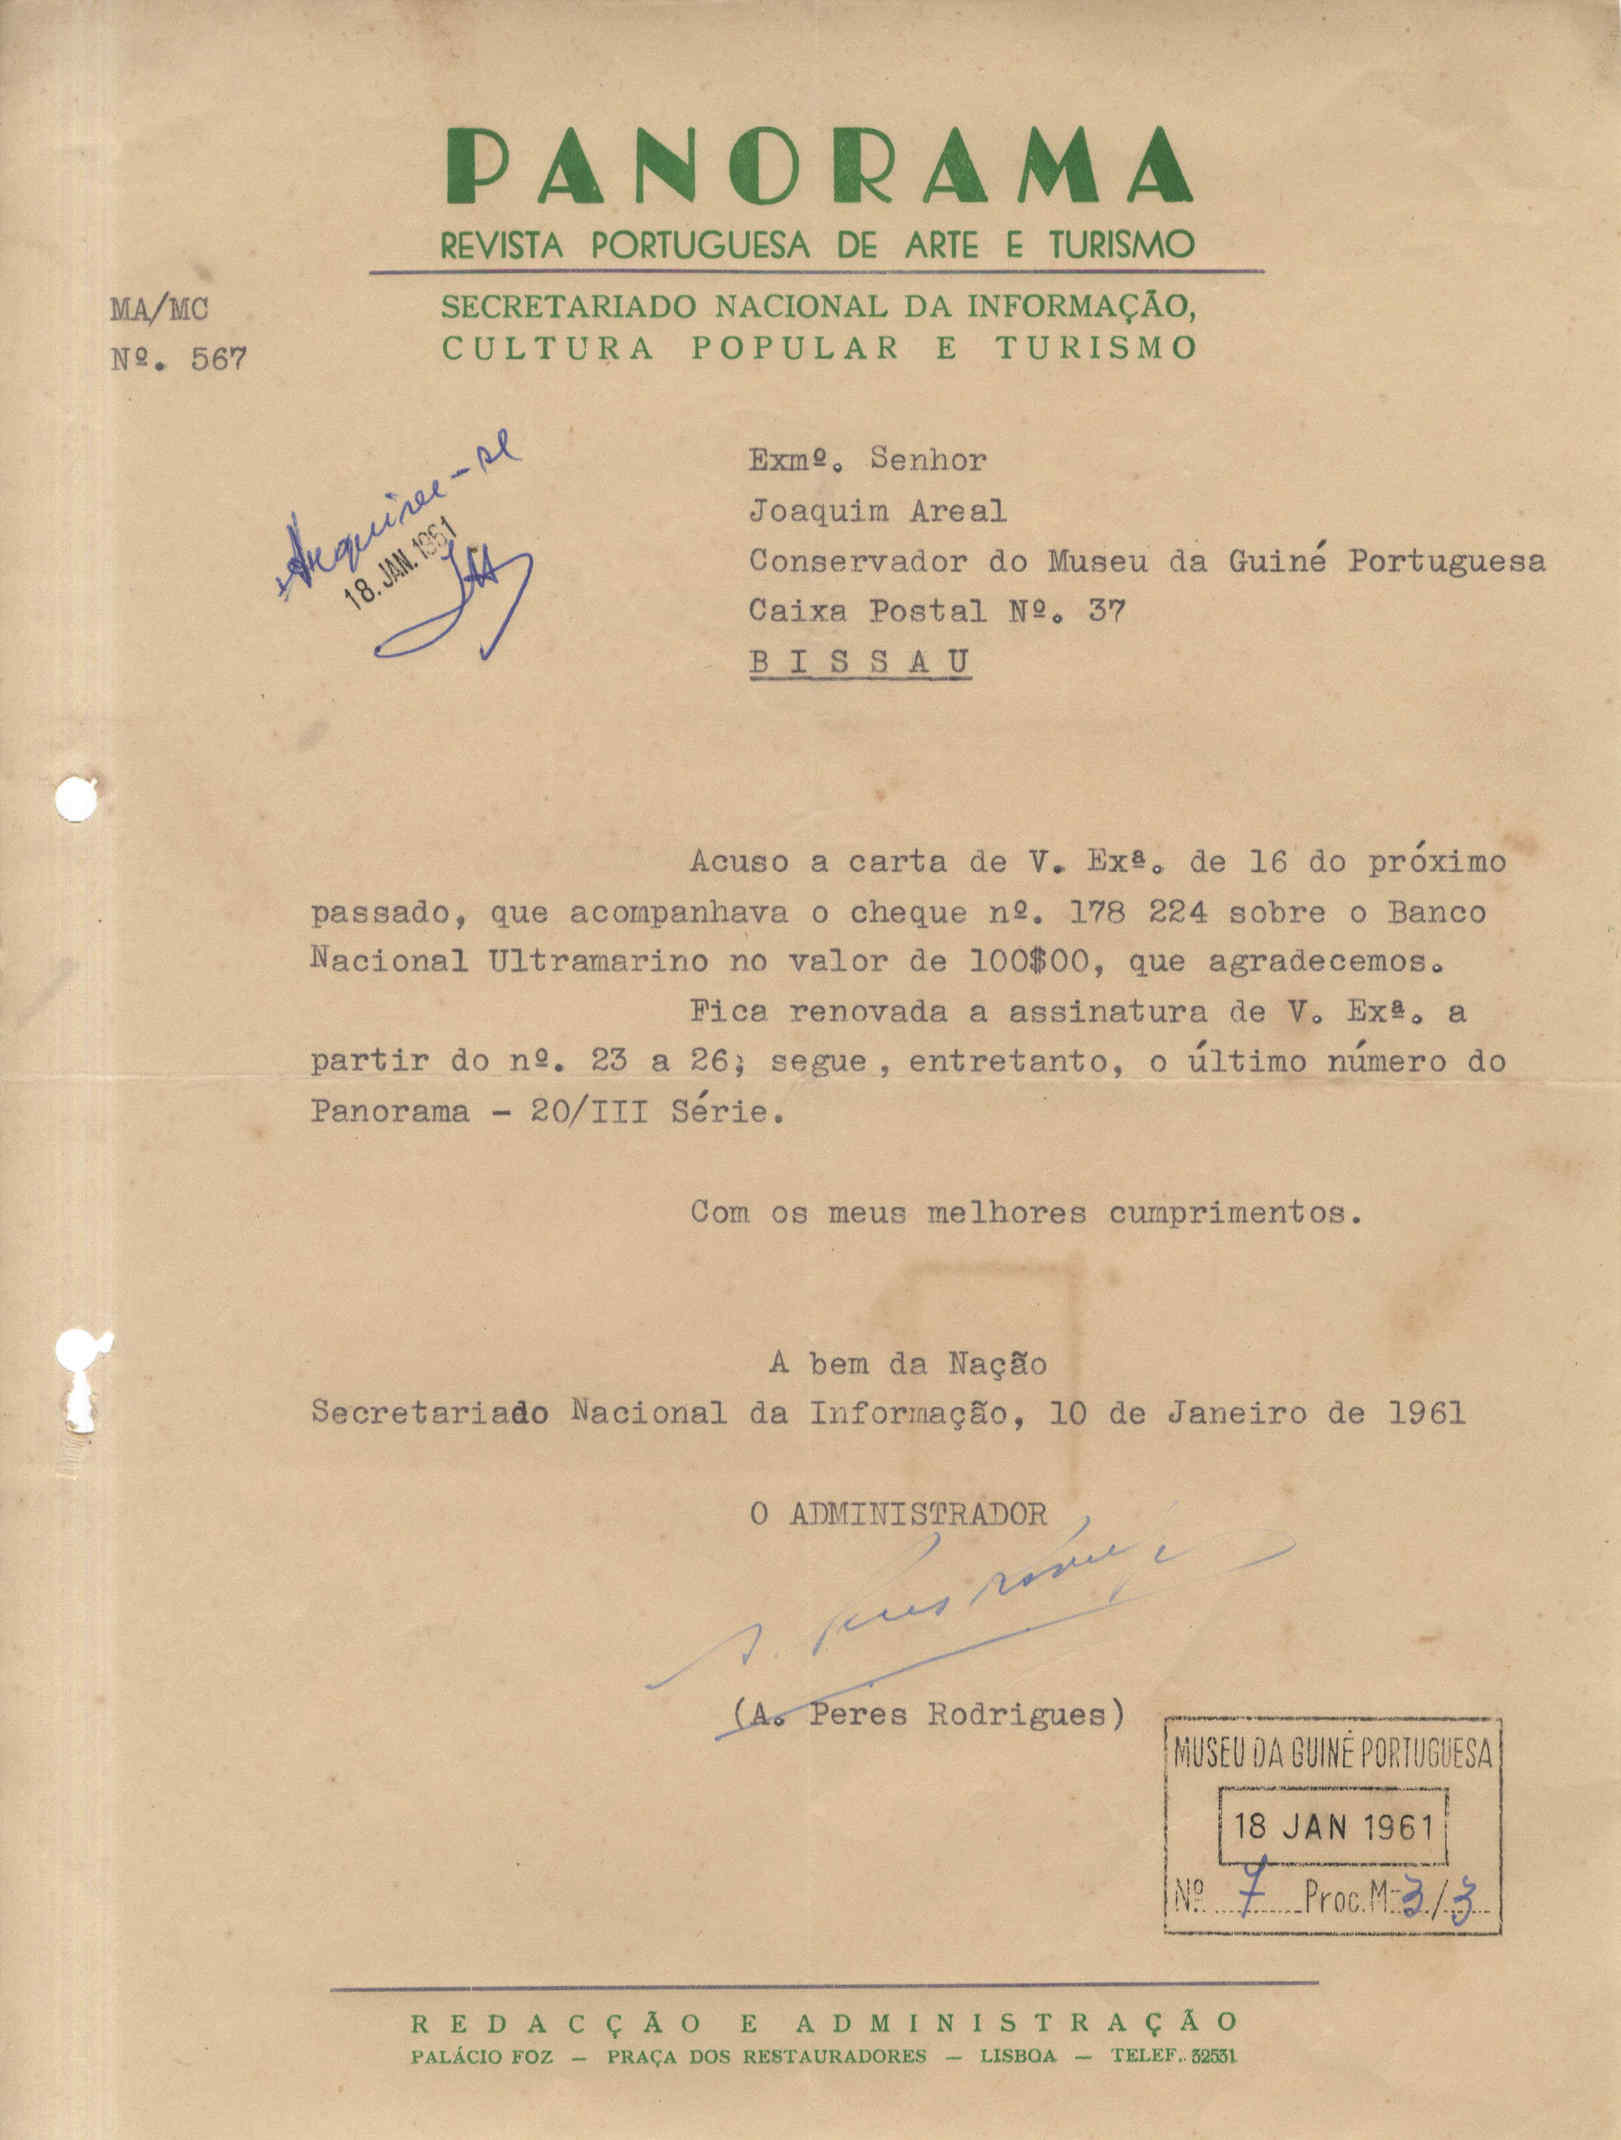 PANORAMA
REVISTA PORTUGUESA DE ARTE E TURISMO
SECRETARIADO NACIONAL DA INFORMAÇÃO,
CULTURA POPULAR E TURISMO
MA/MC
Nº. 567
Arquive-se
18. JAN. 1961
Exmº. Senhor
Joaquim Areal
Conservador do Museu da Guiné Portuguesa
Caixa Postal Nº. 37
BISSAU
Acuso a carta de V. Exª. de 16 do próximo
passado, que acompanhava o cheque nº. 178 224 sobre o Banco
Nacional Ultramarino no valor de 100$00, que agradecemos.
Fica renovada a assinatura de V. Exª. a
partir do nº. 23 a 26; segue, entretanto, o último número do
Panorama - 20/III Série.
Com os meus melhores cumprimentos.
A bem da Nação
Secretariado Nacional da Informação, 10 de Janeiro de 1961
O ADMINISTRADOR
A. Peres Rodrigues
(A. Peres Rodrigues)
MUSEU DA GUINÉ PORTUGUESA
18 JAN 1961
Nº 7 Proc. M-3/3
REDACÇÃO E ADMINISTRAÇÃO
PALÁCIO FOZ — PRAÇA DOS RESTAURADORES — LISBOA — TELEF. 32531